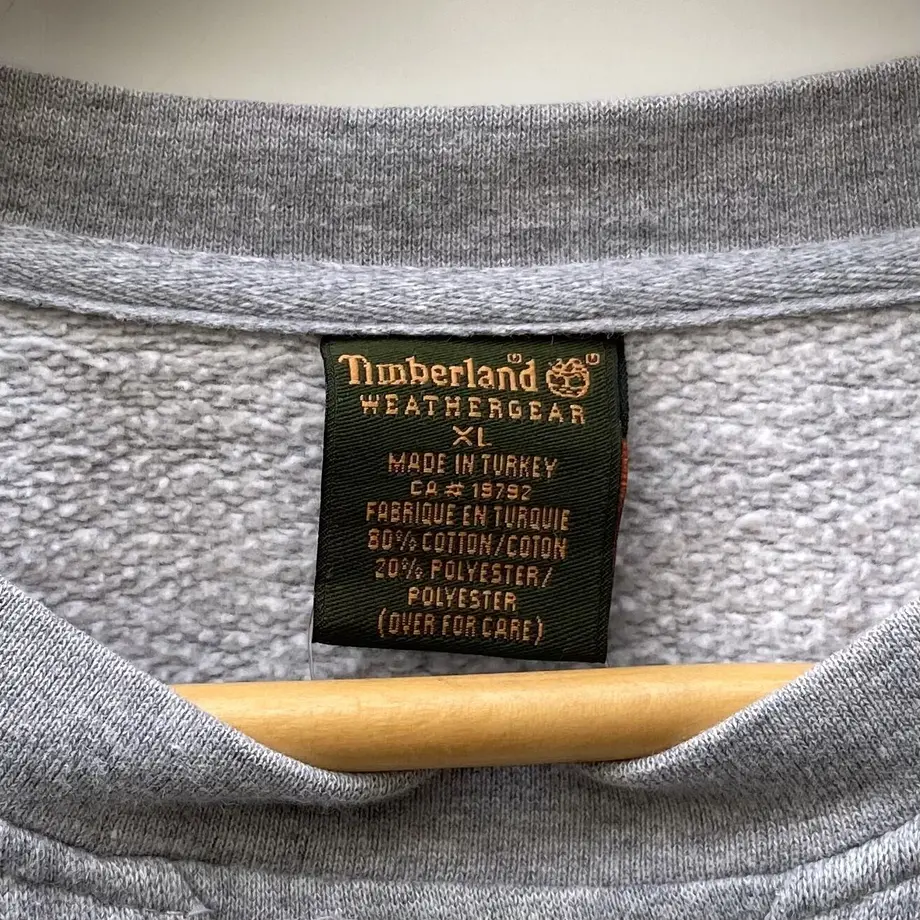 Timberland
WEATHERGEAR
XL
MADE IN TURKEY
CA # 19792
FABRIQUE EN TURQUIE
80% COTTON/COTON
20% POLYESTER/
POLYESTER
(OVER FOR CARE)